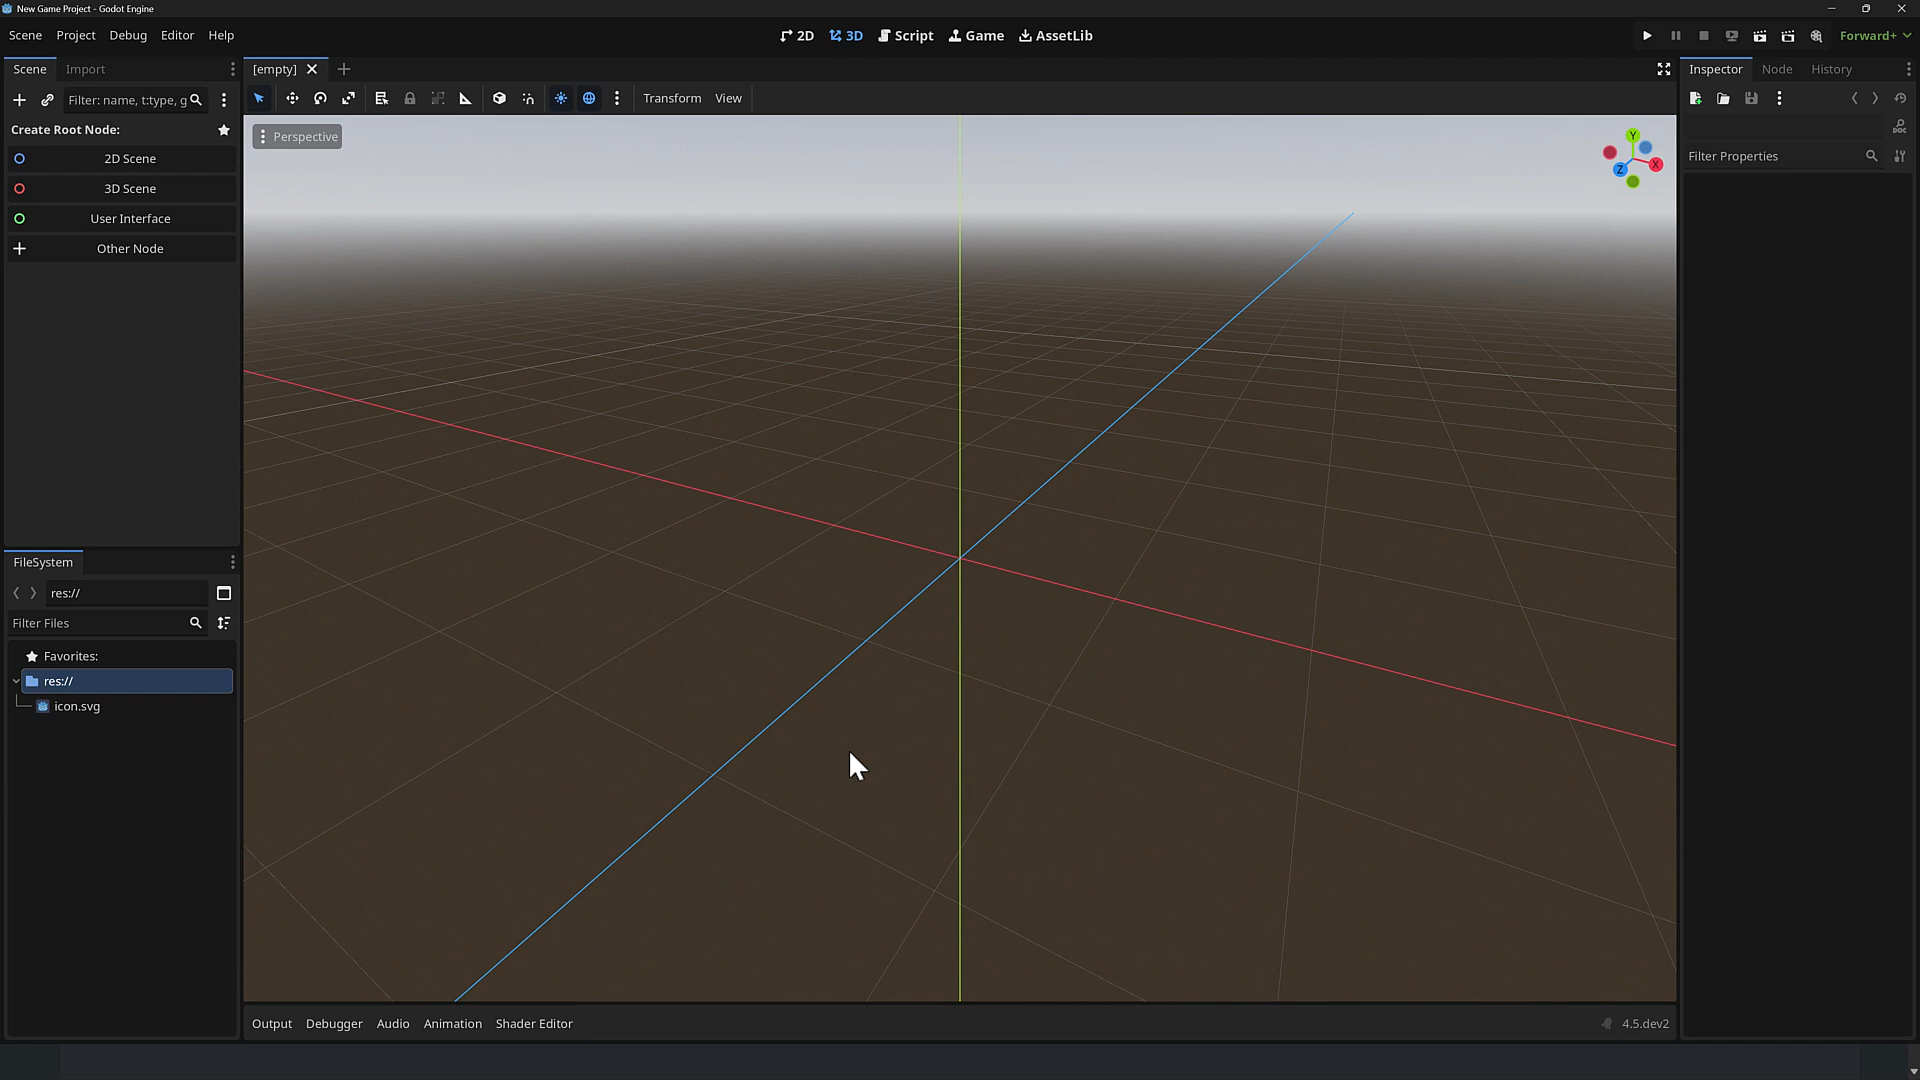 New Game Project - Godot Engine
Scene Project Debug Editor Help
2D 3D Script Game AssetLib
Forward+
Scene Import
[empty]
Inspector Node History
Filter: name, t:type, g
Transform View
Create Root Node:
DOC
2D Scene
3D Scene
User Interface
Other Node
Perspective
Y
X
Z
Filter Properties
FileSystem
res://
Filter Files
Favorites:
res://
icon.svg
Output Debugger Audio Animation Shader Editor
4.5.dev2